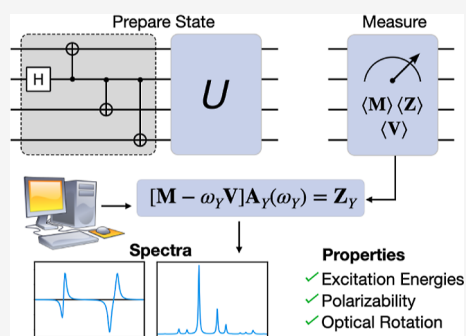 Prepare State
Measure
H
U
⟨M⟩ ⟨Z⟩
⟨V⟩
[M − ω_Y V]A_Y(ω_Y) = Z_Y
Spectra
Properties
✓ Excitation Energies
✓ Polarizability
✓ Optical Rotation